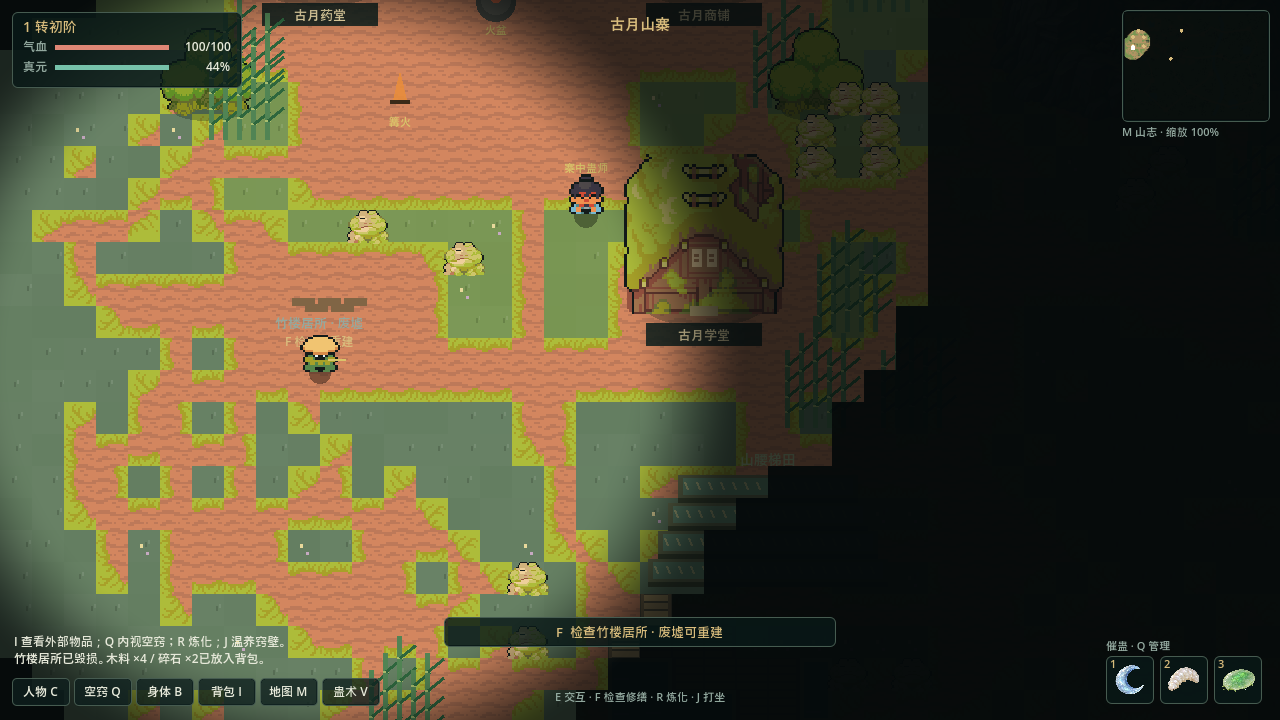 1 转初阶
气血 100/100
真元 44%
古月药堂
火盆
古月山寨
古月商铺
M 山志 · 缩放 100%
篝火
寨中蛊师
竹楼居所 · 废墟
古月学堂
山腰梯田
F 检查竹楼居所 · 废墟可重建
I 查看外部物品；Q 内视空窍；R 炼化；J 温养窍壁。
竹楼居所已毁损。木料 ×4 / 碎石 ×2已放入背包。
人物 C
空窍 Q
身体 B
背包 I
地图 M
蛊术 V
E 交互 · F 检查修缮 · R 炼化 · J 打坐
催蛊 · Q 管理
1
2
3